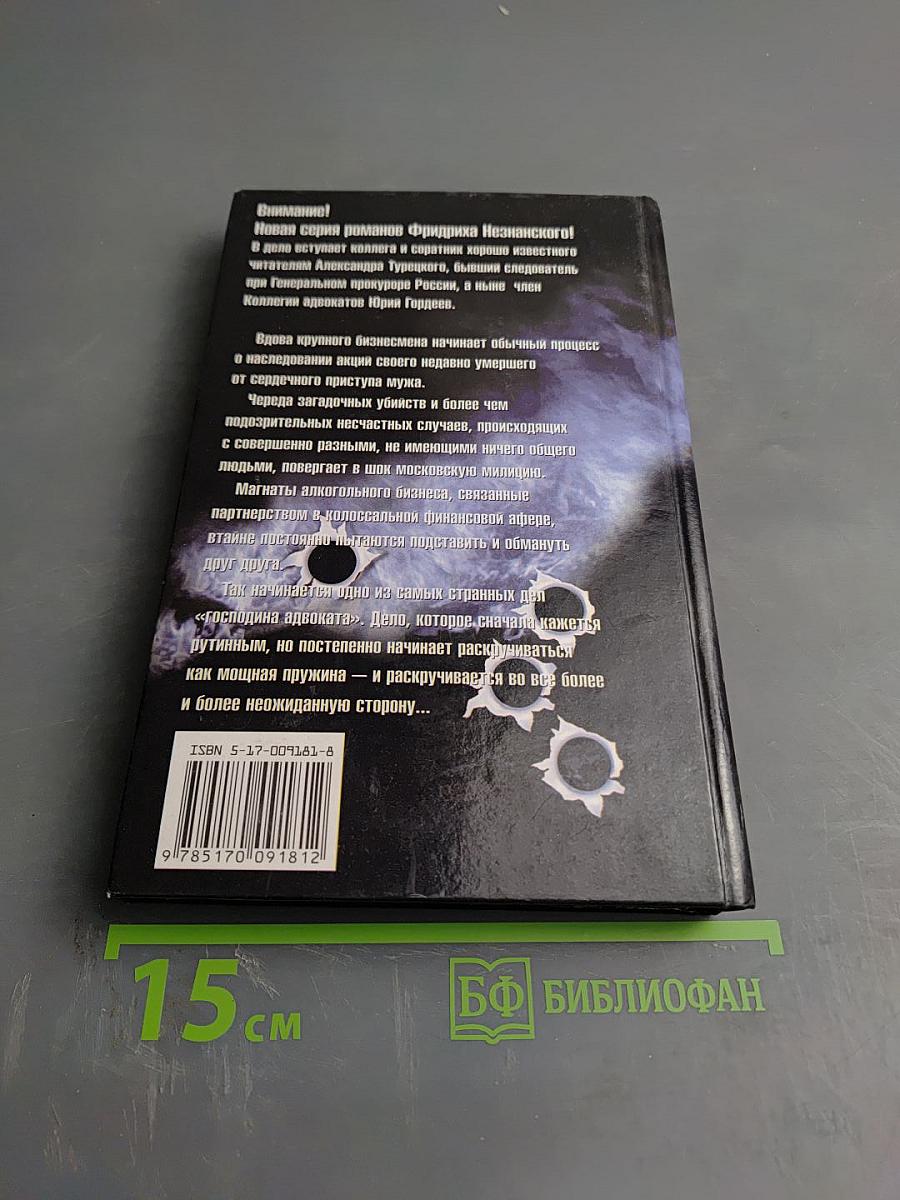 Внимание!
Новая серия романов Фридриха Незнанского!
В дело вступает коллега и соратник хорошо известного
читателям Александра Турецкого, бывший следователь
при Генеральном прокуроре России, а ныне член
Коллегии адвокатов Юрий Гордеев.
Вдова крупного бизнесмена начинает обычный процесс
о наследовании акций своего недавно умершего
от сердечного приступа мужа.
Череда загадочных убийств и более чем
подозрительных несчастных случаев, происходящих
с совершенно разными, не имеющими ничего общего
людьми, повергает в шок московскую милицию.
Магнаты алкогольного бизнеса, связанные
партнерством в колоссальной финансовой афере,
втайне постоянно пытаются подставить и обмануть
друг друга.
Так начинается одно из самых странных дел
«господина адвоката». Дело, которое сначала кажется
рутинным, но постепенно начинает раскручиваться
как мощная пружина — и раскручивается во все более
и более неожиданную сторону...
ISBN 5-17-009181-8
9 785170 091812
15 см
БФ БИБЛИОФАН